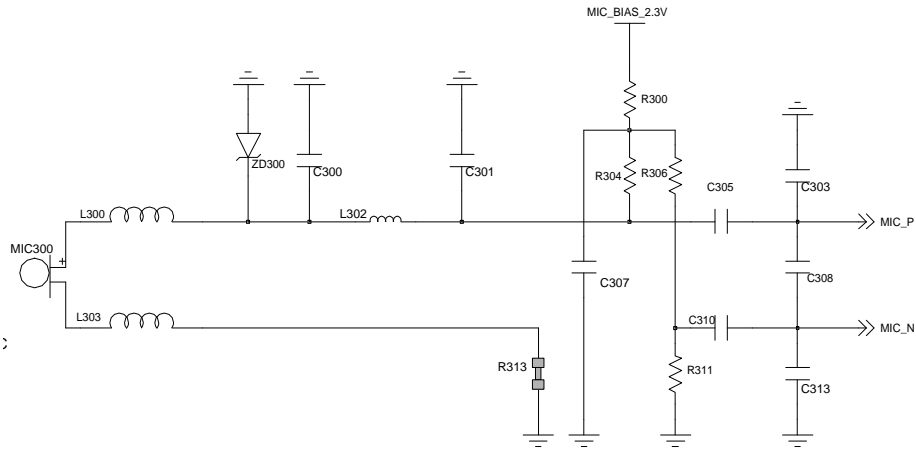 MIC_BIAS_2.3V
R300
ZD300
C300
C301
R304
R306
C305
C303
L300
L302
MIC_P
MIC300
+
C307
C308
L303
C310
MIC_N
R313
R311
C313